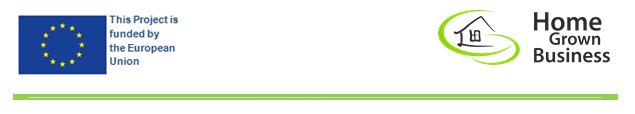 This Project is
funded by
the European
Union
Home
Grown
Business